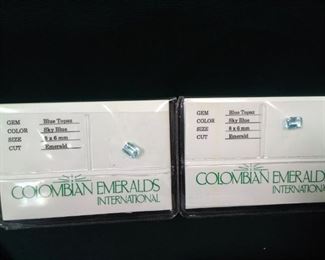 GEM Blue Topaz
COLOR Sky Blue
SIZE 8 x 6 mm
CUT Emerald
COLOMBIAN EMERALDS
INTERNATIONAL
GEM Blue Topaz
COLOR Sky Blue
SIZE 8 x 6 mm
CUT Emerald
COLOMBIAN EMERALDS
INTERNATIONAL